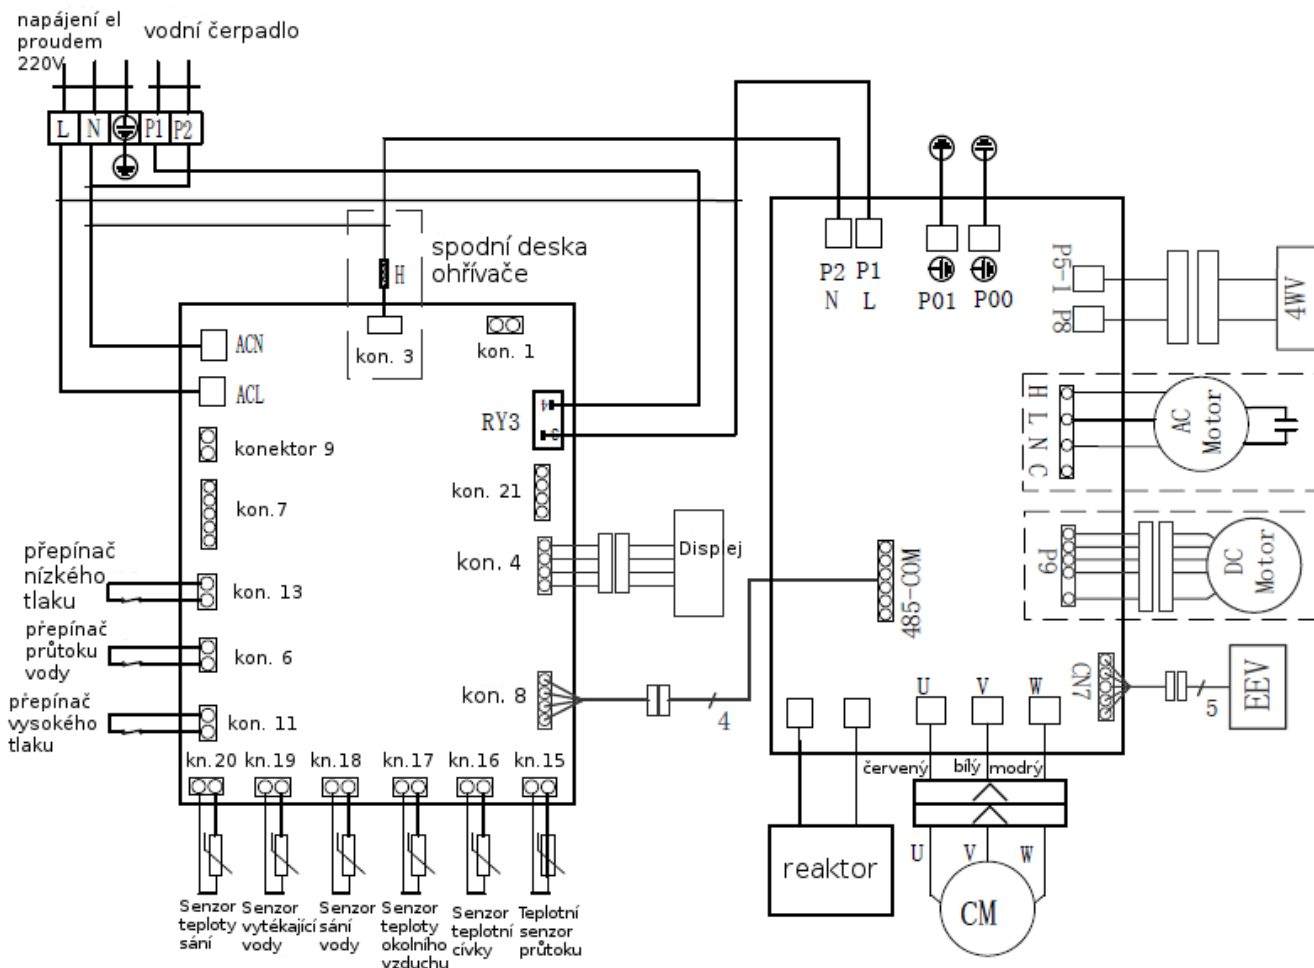 napájení el
proudem
220V
vodní čerpadlo
L
N
P1
P2
spodní deska
ohřívače
H
kon. 3
kon. 1
ACN
ACL
RY3
4
3
konektor 9
kon.7
kon. 21
kon. 4
Displej
přepínač
nízkého
tlaku
kon. 13
přepínač
průtoku
vody
kon. 6
přepínač
vysokého
tlaku
kon. 11
kon. 8
4
kn.20
kn.19
kn.18
kn.17
kn.16
kn.15
Senzor
teploty
sání
Senzor
vytékající
vody
Senzor
sání
vody
Senzor
teploty
okolního
vzduchu
Senzor
teplotní
cívky
Teplotní
senzor
průtoku
P2
N
P1
L
P01
P00
P5-1
P8
4WV
H
L
N
C
AC
Motor
P9
DC
Motor
485-COM
CN7
5
EEV
U
V
W
červený
bílý
modrý
reaktor
U
V
W
CM